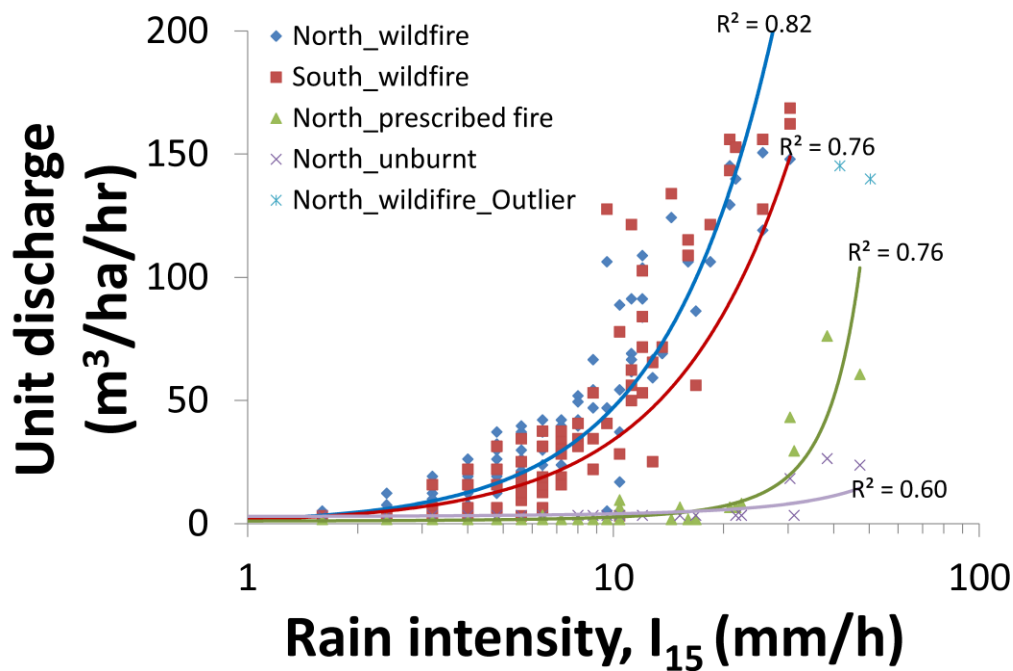 Unit discharge
(m³/ha/hr)
200
150
100
50
0
North_wildfire
South_wildfire
North_prescribed fire
North_unburnt
North_wildifire_Outlier
R² = 0.82
R² = 0.76
R² = 0.76
R² = 0.60
1
10
100
Rain intensity, I₁₅ (mm/h)